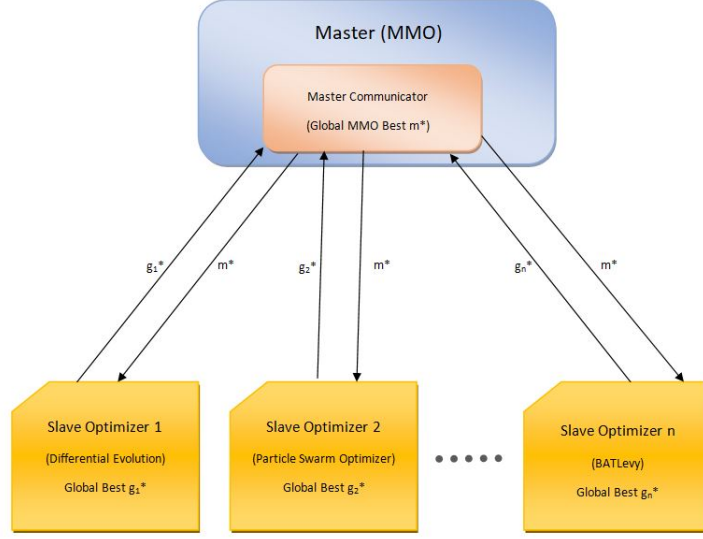 Master (MMO)
Master Communicator
(Global MMO Best m*)
g₁*
m*
g₂*
m*
gₙ*
m*
Slave Optimizer 1
(Differential Evolution)
Global Best g₁*
Slave Optimizer 2
(Particle Swarm Optimizer)
Global Best g₂*
Slave Optimizer n
(BATLevy)
Global Best gₙ*